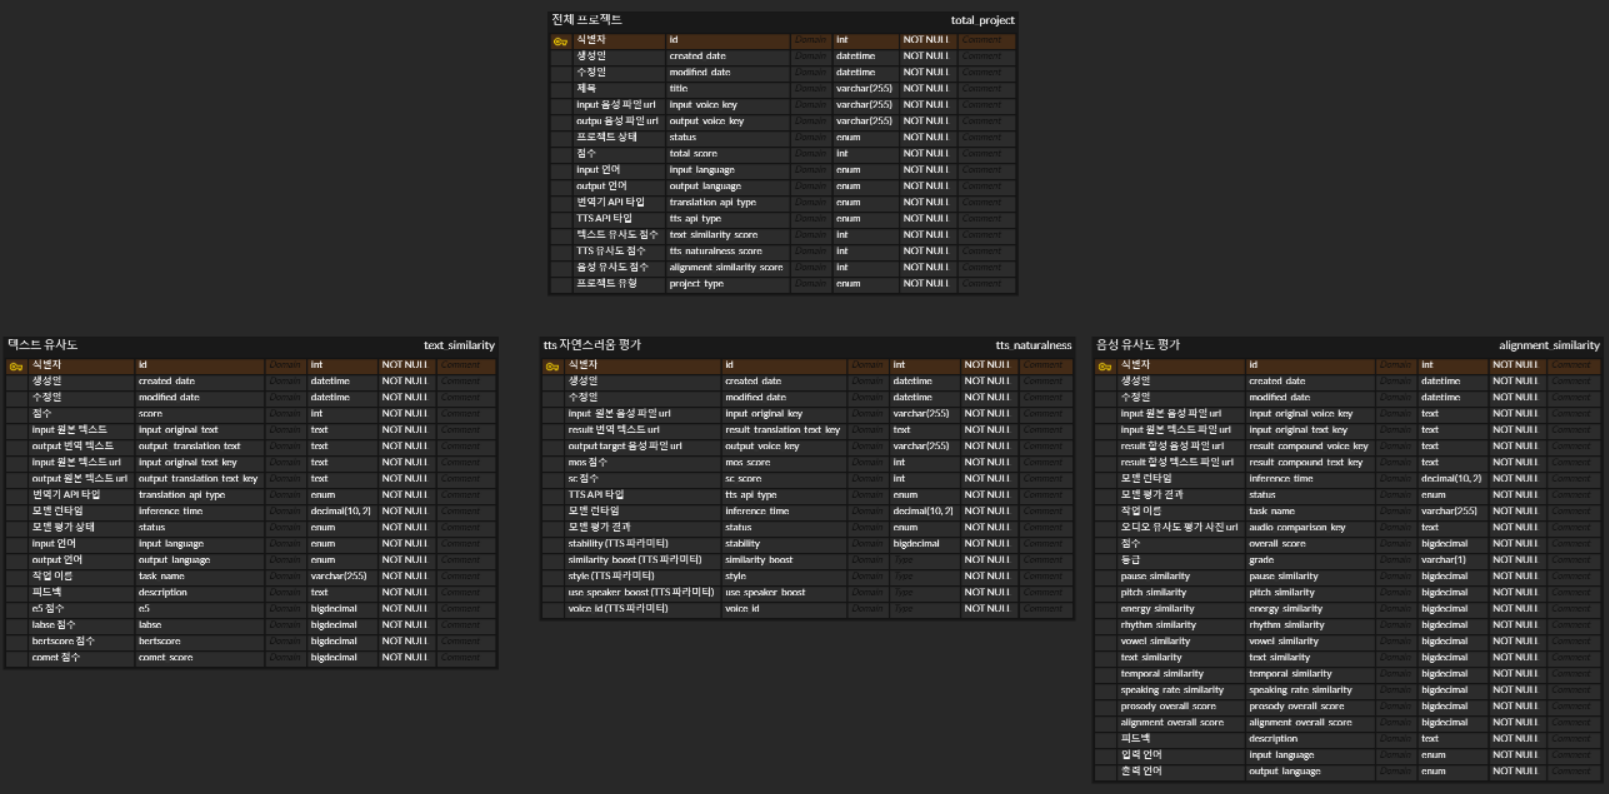 전체 프로젝트 total_project
식별자 id Domain int NOT NULL Comment
생성일 created date Domain datetime NOT NULL Comment
수정일 modified date Domain datetime NOT NULL Comment
제목 title Domain varchar(255) NOT NULL Comment
input 음성 파일 url input voice key Domain varchar(255) NOT NULL Comment
outpu 음성 파일 url output voice key Domain varchar(255) NOT NULL Comment
프로젝트 상태 status Domain enum NOT NULL Comment
점수 total score Domain int NOT NULL Comment
input 언어 input language Domain enum NOT NULL Comment
output 언어 output language Domain enum NOT NULL Comment
번역기 API 타입 translation api type Domain enum NOT NULL Comment
TTS API 타입 tts api type Domain enum NOT NULL Comment
텍스트 유사도 점수 text similarity score Domain int NOT NULL Comment
TTS 유사도 점수 tts naturalness score Domain int NOT NULL Comment
음성 유사도 점수 alignment similarity score Domain int NOT NULL Comment
프로젝트 유형 project type Domain enum NOT NULL Comment
텍스트 유사도 text_similarity
식별자 id Domain int NOT NULL Comment
생성일 created date Domain datetime NOT NULL Comment
수정일 modified date Domain datetime NOT NULL Comment
점수 score Domain int NOT NULL Comment
input 원본 텍스트 input original text Domain text NOT NULL Comment
output 번역 텍스트 output translation text Domain text NOT NULL Comment
input 원본 텍스트 url input original text key Domain text NOT NULL Comment
output 원본 텍스트 url output translation text key Domain text NOT NULL Comment
번역기 API 타입 translation api type Domain enum NOT NULL Comment
모델 런타임 inference time Domain decimal(10, 2) NOT NULL Comment
모델 평가 상태 status Domain enum NOT NULL Comment
input 언어 input language Domain enum NOT NULL Comment
output 언어 output language Domain enum NOT NULL Comment
작업 이름 task name Domain varchar(255) NOT NULL Comment
피드백 description Domain text NOT NULL Comment
e5 점수 e5 Domain bigdecimal NOT NULL Comment
labse 점수 labse Domain bigdecimal NOT NULL Comment
bertscore 점수 bertscore Domain bigdecimal NOT NULL Comment
comet 점수 comet score Domain bigdecimal NOT NULL Comment
tts 자연스러움 평가 tts_naturalness
식별자 id Domain int NOT NULL Comment
생성일 created date Domain datetime NOT NULL Comment
수정일 modified date Domain datetime NOT NULL Comment
input 원본 음성 파일 url input original key Domain varchar(255) NOT NULL Comment
result 번역 텍스트 url result translation text key Domain text NOT NULL Comment
output target 음성 파일 url output voice key Domain varchar(255) NOT NULL Comment
mos 점수 mos score Domain int NOT NULL Comment
sc 점수 sc score Domain int NOT NULL Comment
TTS API 타입 tts api type Domain enum NOT NULL Comment
모델 런타임 inference time Domain decimal(10, 2) NOT NULL Comment
모델 평가 결과 status Domain enum NOT NULL Comment
stability (TTS 파라미터) stability Domain bigdecimal NOT NULL Comment
similarity boost (TTS 파라미터) similarity boost Domain Type NOT NULL Comment
style (TTS 파라미터) style Domain Type NOT NULL Comment
use speaker boost (TTS 파라미터) use speaker boost Domain Type NOT NULL Comment
voice id (TTS 파라미터) voice id Domain Type NOT NULL Comment
음성 유사도 평가 alignment_similarity
식별자 id Domain int NOT NULL Comment
생성일 created date Domain datetime NOT NULL Comment
수정일 modified date Domain datetime NOT NULL Comment
input 원본 음성 파일 url input original voice key Domain text NOT NULL Comment
input 원본 텍스트 파일 url input original text key Domain text NOT NULL Comment
result 합성 음성 파일 url result compound voice key Domain text NOT NULL Comment
result 합성 텍스트 파일 url result compound text key Domain text NOT NULL Comment
모델 런타임 inference time Domain decimal(10, 2) NOT NULL Comment
모델 평가 결과 status Domain enum NOT NULL Comment
작업 이름 task name Domain varchar(255) NOT NULL Comment
오디오 유사도 평가 사진 url audio comparison key Domain text NOT NULL Comment
점수 overall score Domain bigdecimal NOT NULL Comment
등급 grade Domain varchar(1) NOT NULL Comment
pause similarity pause similarity Domain bigdecimal NOT NULL Comment
pitch similarity pitch similarity Domain bigdecimal NOT NULL Comment
energy similarity energy similarity Domain bigdecimal NOT NULL Comment
rhythm similarity rhythm similarity Domain bigdecimal NOT NULL Comment
vowel similarity vowel similarity Domain bigdecimal NOT NULL Comment
text similarity text similarity Domain bigdecimal NOT NULL Comment
temporal similarity temporal similarity Domain bigdecimal NOT NULL Comment
speaking rate similarity speaking rate similarity Domain bigdecimal NOT NULL Comment
prosody overall score prosody overall score Domain bigdecimal NOT NULL Comment
alignment overall score alignment overall score Domain bigdecimal NOT NULL Comment
피드백 description Domain text NOT NULL Comment
입력 언어 input language Domain enum NOT NULL Comment
출력 언어 output language Domain enum NOT NULL Comment